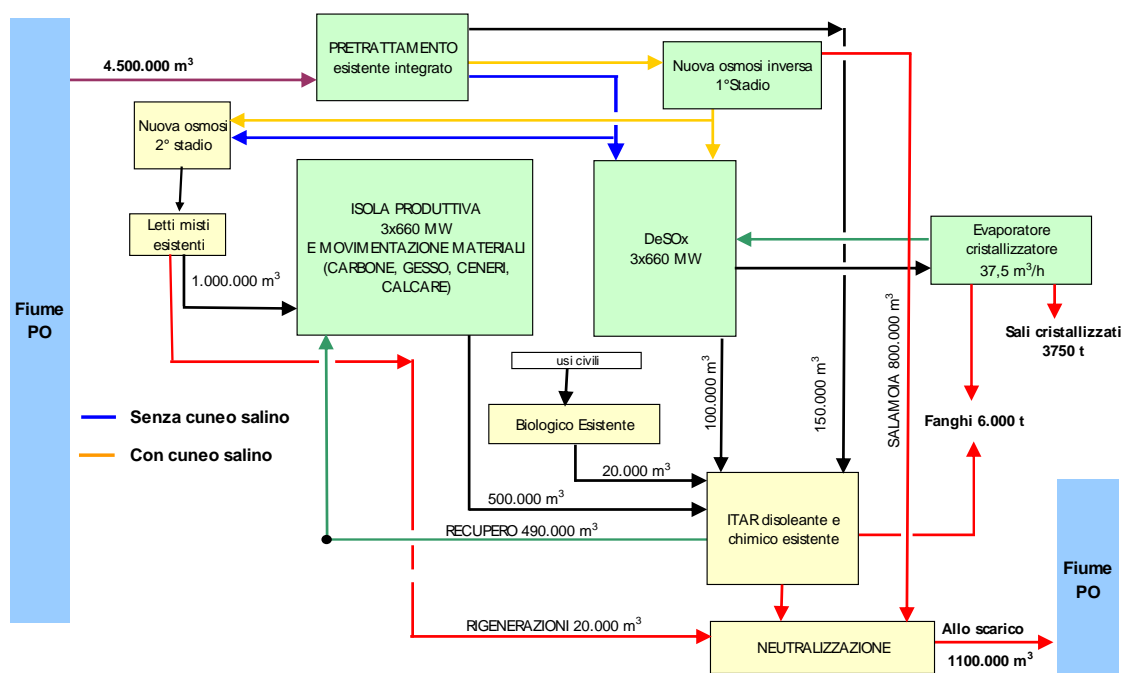 PRETRATTAMENTO
esistente integrato
4.500.000 m³
Nuova osmosi inversa
1°Stadio
Nuova osmosi
2° stadio
Letti misti
esistenti
ISOLA PRODUTTIVA
3x660 MW
E MOVIMENTAZIONE MATERIALI
(CARBONE, GESSO, CENERI,
CALCARE)
DeSOx
3x660 MW
Evaporatore
cristallizzatore
37,5 m³/h
1.000.000 m³
Fiume
PO
Sali cristallizzati
3750 t
usi civili
100.000 m³
150.000 m³
SALAMOIA 800.000 m³
Senza cuneo salino
Biologico Esistente
Fanghi 6.000 t
Con cuneo salino
20.000 m³
500.000 m³
ITAR disoleante e
chimico esistente
RECUPERO 490.000 m³
Fiume
PO
RIGENERAZIONI 20.000 m³
NEUTRALIZZAZIONE
Allo scarico
1100.000 m³